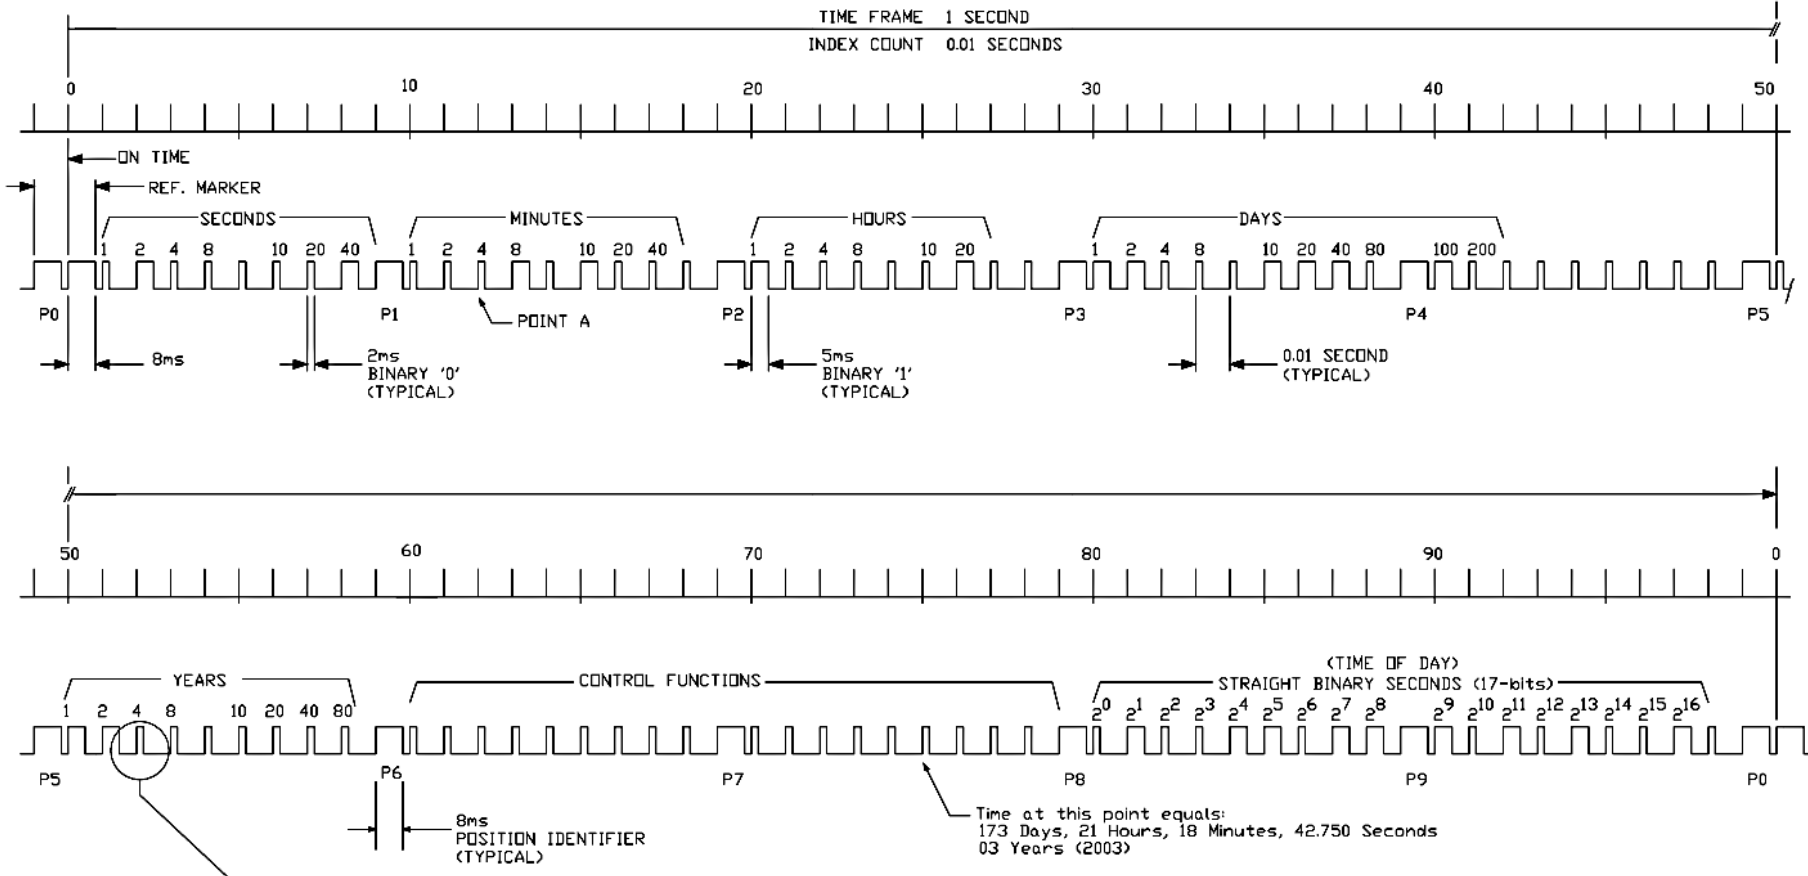 TIME FRAME 1 SECOND
INDEX COUNT 0.01 SECONDS
0 10 20 30 40 50
ON TIME
REF. MARKER
SECONDS MINUTES HOURS DAYS
1 2 4 8 10 20 40 1 2 4 8 10 20 40 1 2 4 8 10 20 1 2 4 8 10 20 40 80 100 200
P0 P1 POINT A P2 P3 P4 P5
8ms
2ms
BINARY '0'
(TYPICAL)
5ms
BINARY '1'
(TYPICAL)
0.01 SECOND
(TYPICAL)
50 60 70 80 90 0
(TIME OF DAY)
YEARS CONTROL FUNCTIONS STRAIGHT BINARY SECONDS (17-bits)
1 2 4 8 10 20 40 80 2^0 2^1 2^2 2^3 2^4 2^5 2^6 2^7 2^8 2^9 2^10 2^11 2^12 2^13 2^14 2^15 2^16
P5 P6 P7 P8 P9 P0
8ms
POSITION IDENTIFIER
(TYPICAL)
Time at this point equals:
173 Days, 21 Hours, 18 Minutes, 42.750 Seconds
03 Years (2003)